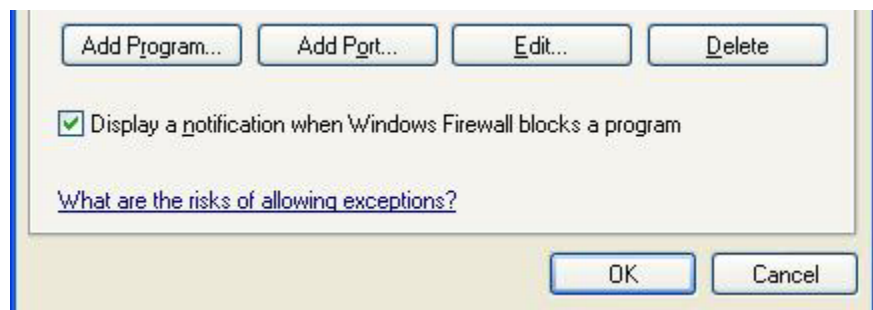 Add Program... Add Port... Edit... Delete
Display a notification when Windows Firewall blocks a program
What are the risks of allowing exceptions?
OK Cancel